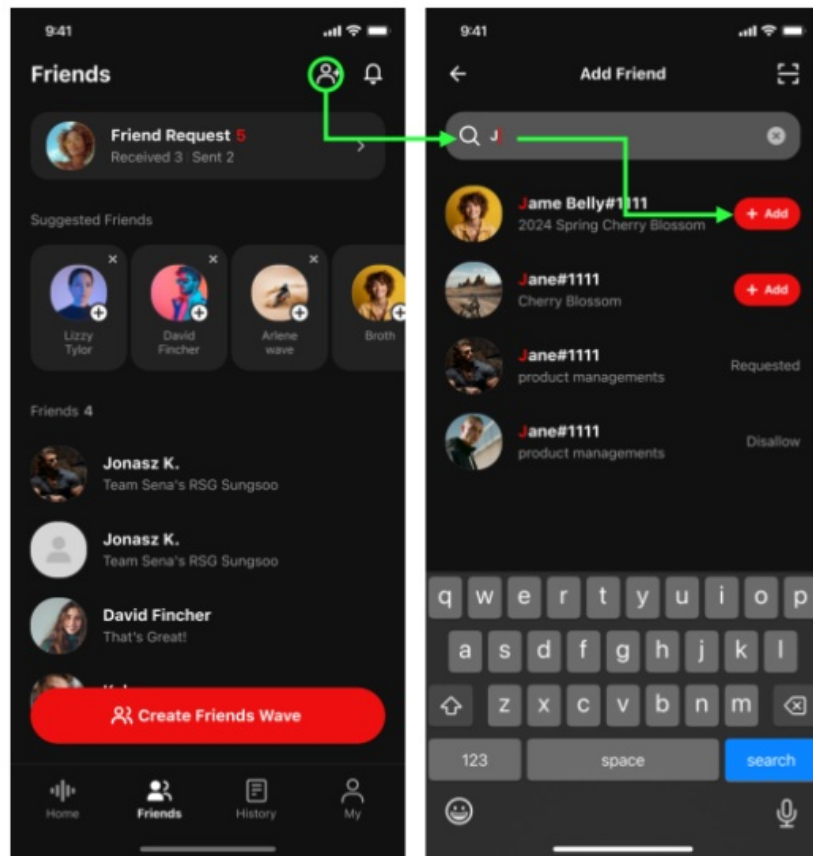 9:41
Friends
Friend Request 5
Received 3 Sent 2
Suggested Friends
Lizzy
Tylor
David
Fincher
Arlene
wave
Broth
Friends 4
Jonasz K.
Team Sena's RSG Sungsoo
Jonasz K.
Team Sena's RSG Sungsoo
David Fincher
That's Great!
Create Friends Wave
Home
Friends
History
My
9:41
Add Friend
J
Jame Belly#1111
2024 Spring Cherry Blossom
+ Add
Jane#1111
Cherry Blossom
+ Add
Jane#1111
product managements
Requested
Jane#1111
product managements
Disallow
q w e r t y u i o p
a s d f g h j k l
z x c v b n m
123 space search